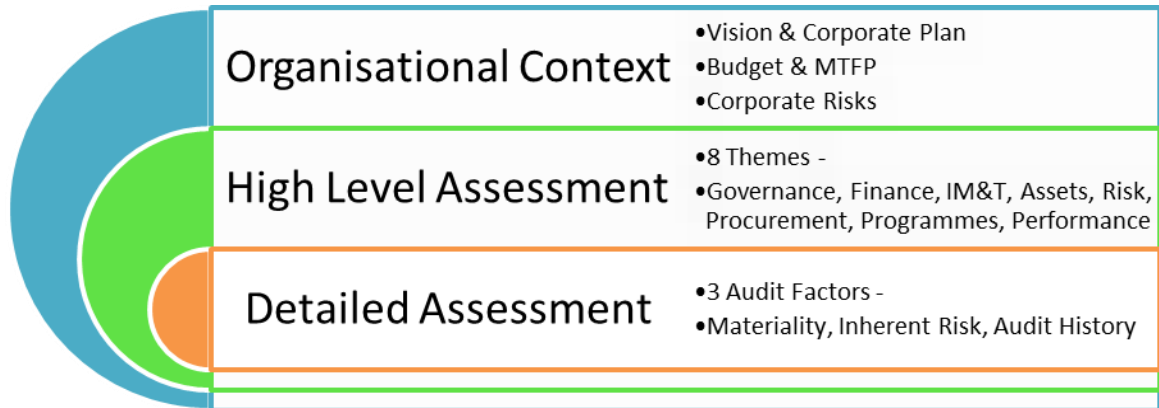 Organisational Context
•Vision & Corporate Plan
•Budget & MTFP
•Corporate Risks
High Level Assessment
•8 Themes -
•Governance, Finance, IM&T, Assets, Risk,
Procurement, Programmes, Performance
Detailed Assessment
•3 Audit Factors -
•Materiality, Inherent Risk, Audit History